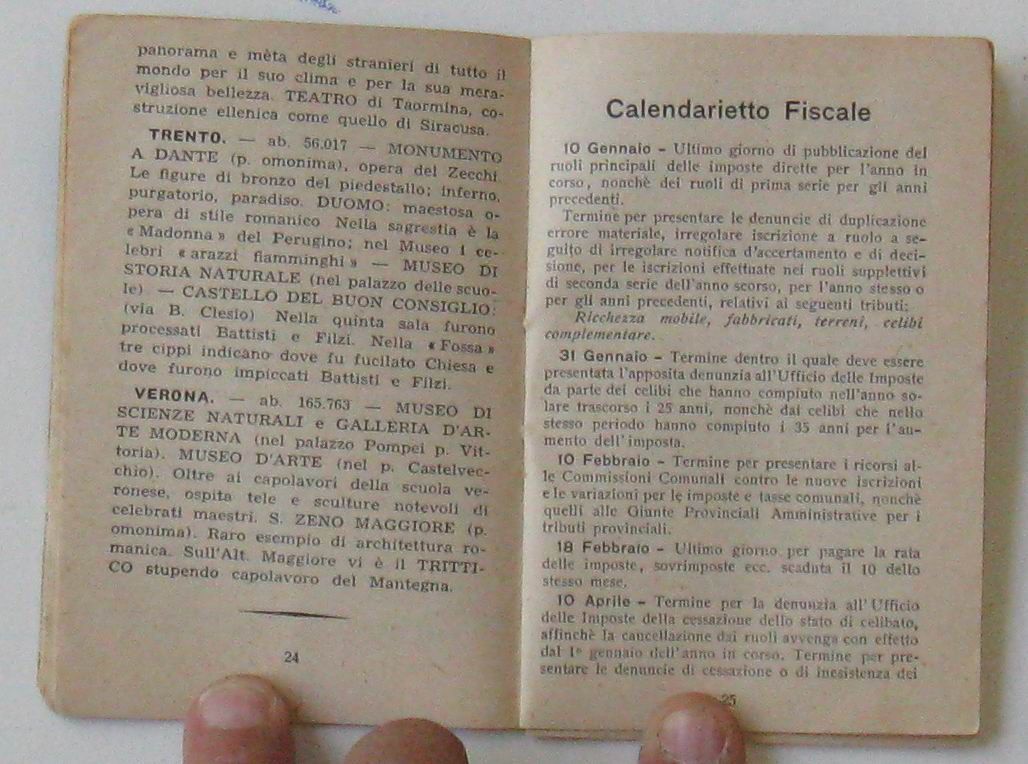 panorama e mèta degli stranieri di tutto il
mondo per il suo clima e per la sua mera-
vigliosa bellezza. TEATRO di Taormina, co-
struzione ellenica come quello di Siracusa.
TRENTO. — ab. 56.017 — MONUMENTO
A DANTE (p. omonima), opera del Zecchi.
Le figure di bronzo del piedestallo: inferno,
purgatorio, paradiso. DUOMO: maestosa o-
pera di stile romanico Nella sagrestia è la
« Madonna » del Perugino; nel Museo i ce-
lebri « arazzi fiamminghi » — MUSEO DI
STORIA NATURALE (nel palazzo delle scuo-
le) — CASTELLO DEL BUON CONSIGLIO:
(via B. Clesio) Nella quinta sala furono
processati Battisti e Filzi. Nella « Fossa »
tre cippi indicano dove fu fucilato Chiesa e
dove furono impiccati Battisti e Filzi.
VERONA. — ab. 165.763 — MUSEO DI
SCIENZE NATURALI e GALLERIA D'AR-
TE MODERNA (nel palazzo Pompei p. Vit-
toria). MUSEO D'ARTE (nel p. Castelvec-
chio). Oltre ai capolavori della scuola ve-
ronese, ospita tele e sculture notevoli di
celebrati maestri. S. ZENO MAGGIORE (p.
omonima). Raro esempio di architettura ro-
manica. Sull'Alt. Maggiore vi è il TRITTI-
CO stupendo capolavoro del Mantegna.
24
Calendarietto Fiscale
10 Gennaio - Ultimo giorno di pubblicazione dei
ruoli principali delle imposte dirette per l'anno in
corso, nonchè dei ruoli di prima serie per gli anni
precedenti.
Termine per presentare le denuncie di duplicazione
errore materiale, irregolare iscrizione a ruolo a se-
guito di irregolare notifica d'accertamento e di deci-
sione, per le iscrizioni effettuate nei ruoli supplettivi
di seconda serie dell'anno scorso, per l'anno stesso o
per gli anni precedenti, relativi ai seguenti tributi:
Ricchezza mobile, fabbricati, terreni, celibi
complementare.
31 Gennaio - Termine dentro il quale deve essere
presentata l'apposita denunzia all'Ufficio delle Imposte
da parte dei celibi che hanno compiuto nell'anno so-
lare trascorso i 25 anni, nonchè dai celibi che nello
stesso periodo hanno compiuto i 35 anni per l'au-
mento dell'imposta.
10 Febbraio - Termine per presentare i ricorsi al-
le Commissioni Comunali contro le nuove iscrizioni
e le variazioni per le imposte e tasse comunali, nonchè
quelli alle Giunte Provinciali Amministrative per i
tributi provinciali.
18 Febbraio - Ultimo giorno per pagare la rata
delle imposte, sovrimposte ecc. scaduta il 10 dello
stesso mese.
10 Aprile - Termine per la denunzia all'Ufficio
delle Imposte della cessazione dello stato di celibato,
affinchè la cancellazione dai ruoli avvenga con effetto
dal 1° gennaio dell'anno in corso. Termine per pre-
sentare le denuncie di cessazione o di inesistenza dei
25